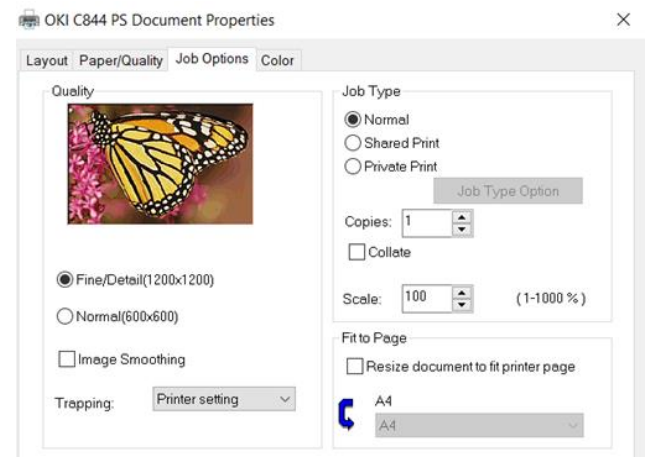 OKI C844 PS Document Properties
Layout Paper/Quality Job Options Color
Quality
Fine/Detail(1200x1200)
Normal(600x600)
Image Smoothing
Trapping: Printer setting
Job Type
Normal
Shared Print
Private Print
Job Type Option
Copies: 1
Collate
Scale: 100 (1-1000 %)
Fit to Page
Resize document to fit printer page
A4
A4